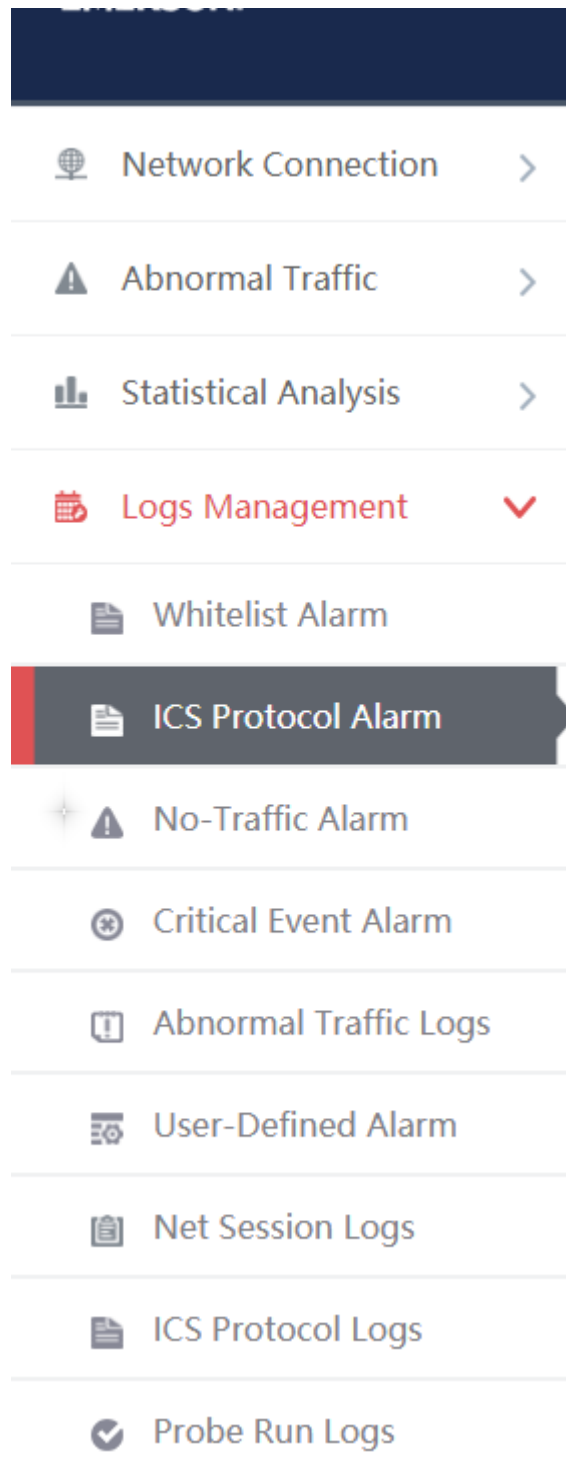 Network Connection
Abnormal Traffic
Statistical Analysis
Logs Management
Whitelist Alarm
ICS Protocol Alarm
No-Traffic Alarm
Critical Event Alarm
Abnormal Traffic Logs
User-Defined Alarm
Net Session Logs
ICS Protocol Logs
Probe Run Logs